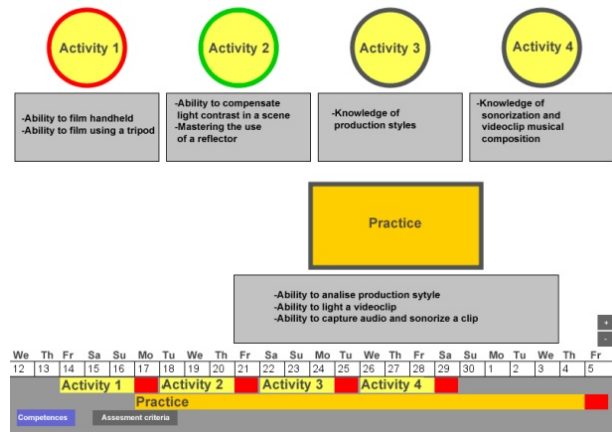 Activity 1
Activity 2
Activity 3
Activity 4
-Ability to film handheld
-Ability to film using a tripod
-Ability to compensate
light contrast in a scene
-Mastering the use
of a reflector
-Knowledge of
production styles
-Knowledge of
sonorization and
videoclip musical
composition
Practice
-Ability to analise production sytyle
-Ability to light a videoclip
-Ability to capture audio and sonorize a clip
+
-
We Th Fr Sa Su Mo Tu We Th Fr Sa Su Mo Tu We Th Fr Sa Su Mo Tu We Th Fr
12 13 14 15 16 17 18 19 20 21 22 23 24 25 26 27 28 29 30 1 2 3 4 5
Activity 1 Activity 2 Activity 3 Activity 4
Practice
Competences Assesment criteria